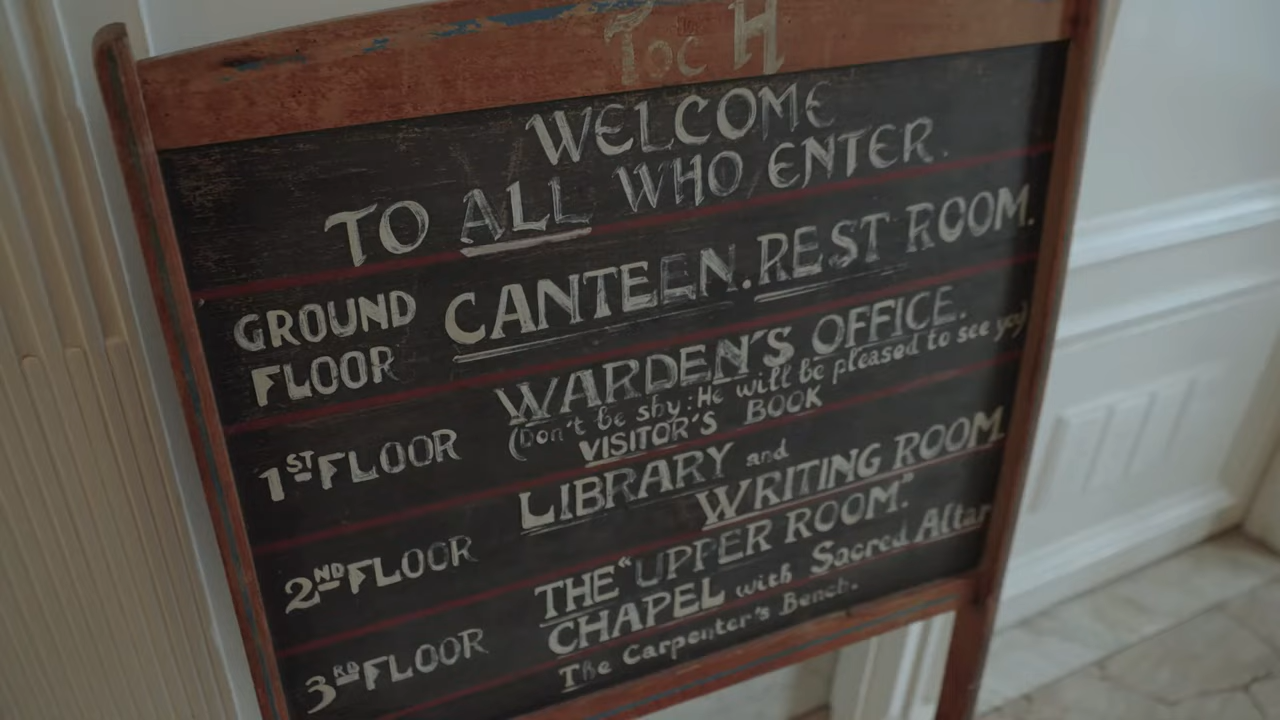 Toc H
WELCOME
TO ALL WHO ENTER.
GROUND FLOOR CANTEEN. REST ROOM.
1ST FLOOR WARDEN'S OFFICE.
(Don't be shy: He will be pleased to see you)
VISITOR'S BOOK
2ND FLOOR LIBRARY and
WRITING ROOM
3RD FLOOR THE "UPPER ROOM."
CHAPEL with Sacred Altar
The Carpenter's Bench.